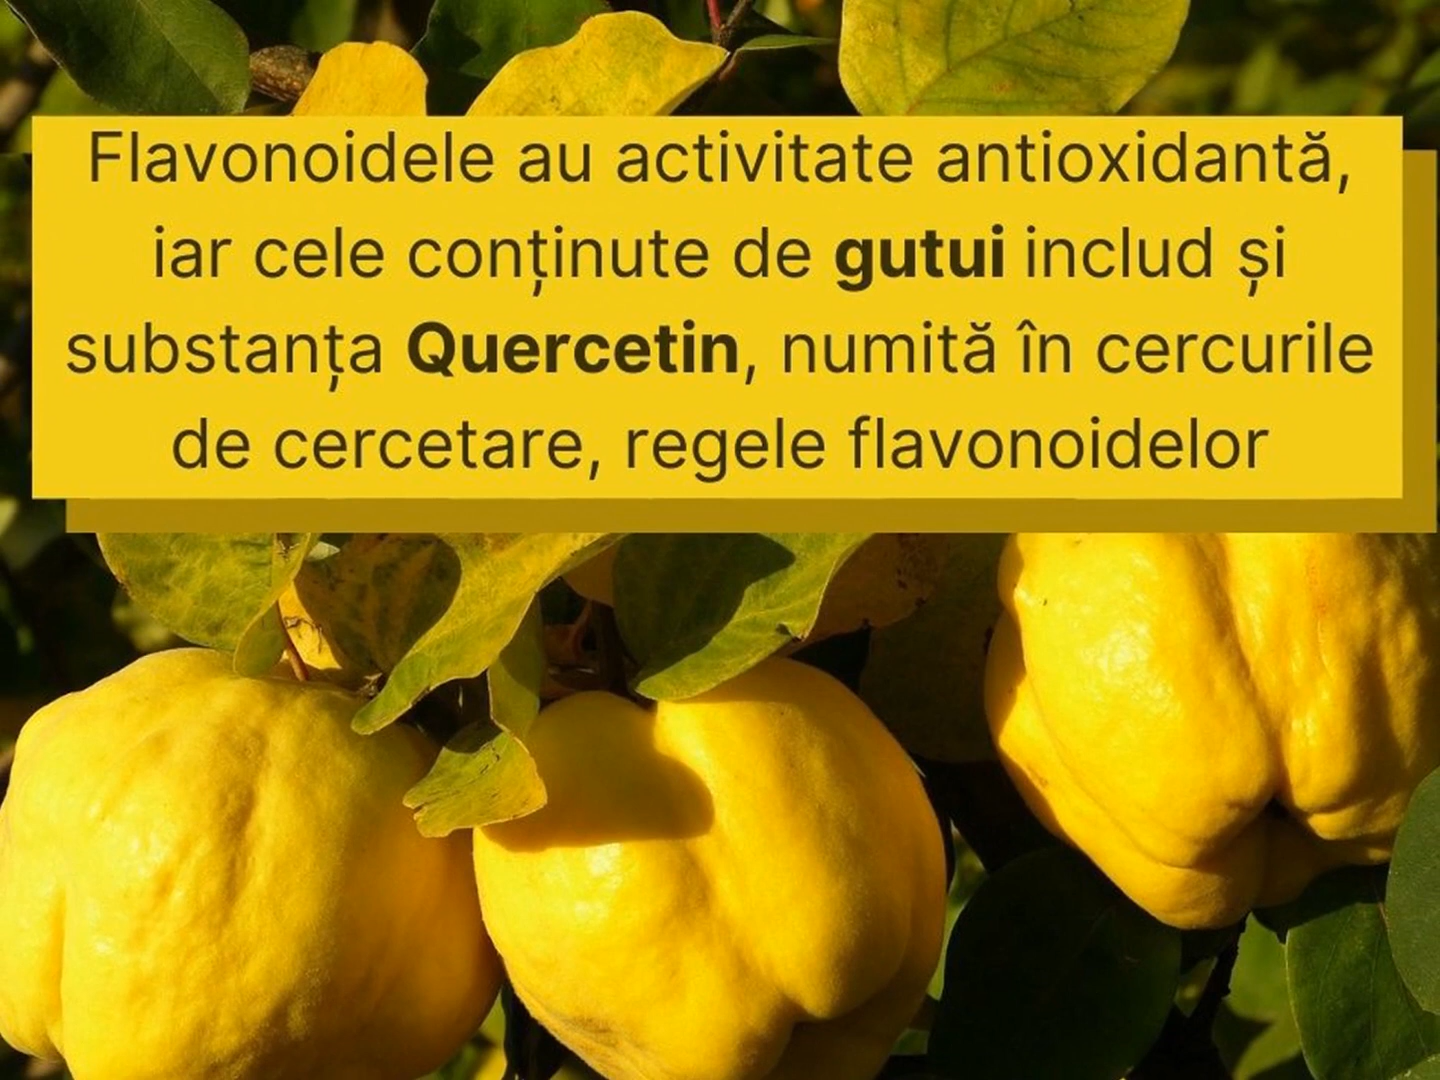 Flavonoidele au activitate antioxidantă,
iar cele conținute de gutui includ și
substanța Quercetin, numită în cercurile
de cercetare, regele flavonoidelor